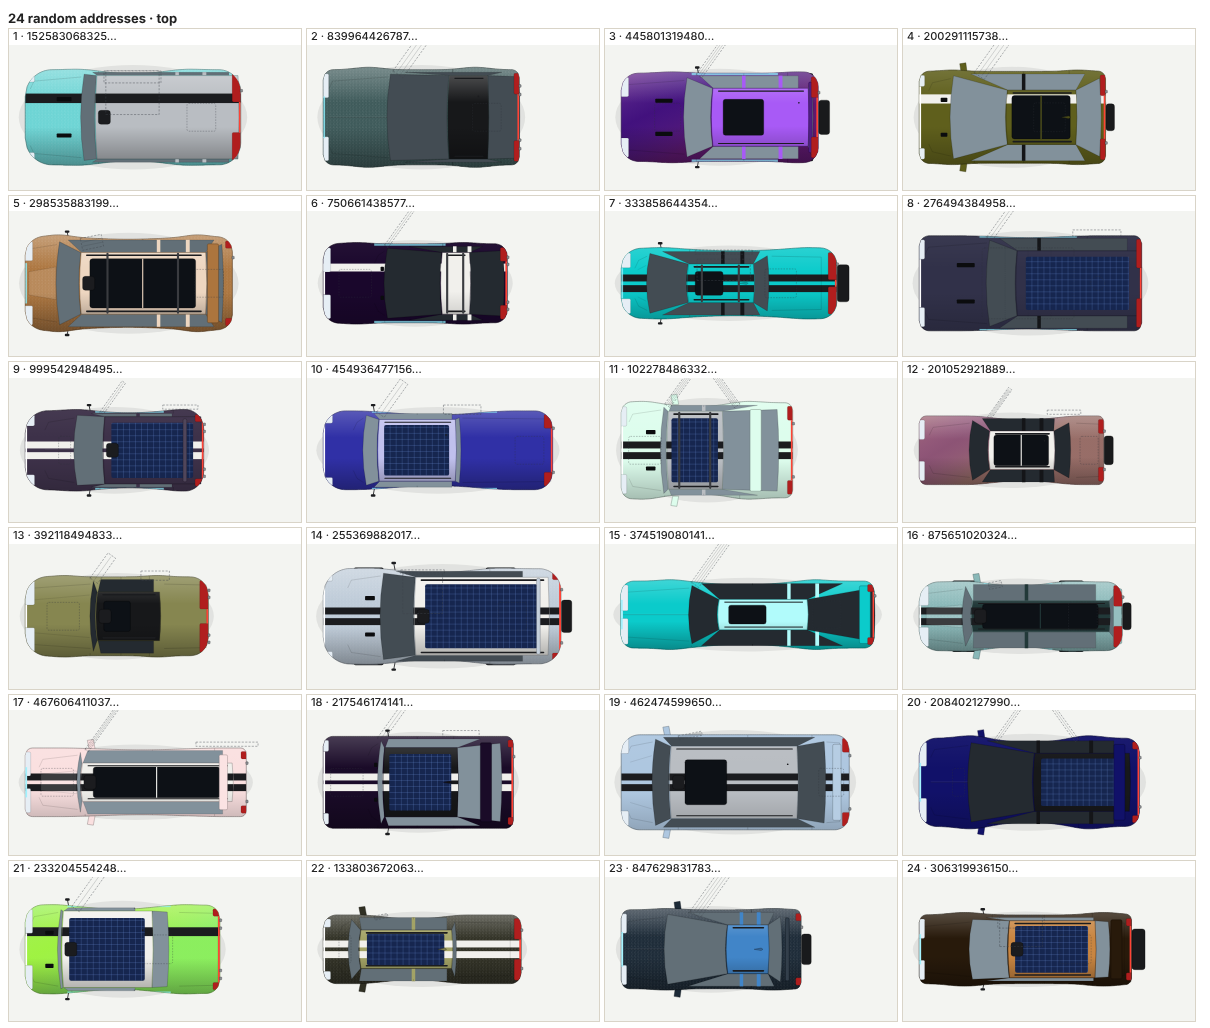 24 random addresses · top
1 · 152583068325...
2 · 839964426787...
3 · 445801319480...
4 · 200291115738...
5 · 298535883199...
6 · 750661438577...
7 · 333858644354...
8 · 276494384958...
9 · 999542948495...
10 · 454936477156...
11 · 102278486332...
12 · 201052921889...
13 · 392118494833...
14 · 255369882017...
15 · 374519080141...
16 · 875651020324...
17 · 467606411037...
18 · 217546174141...
19 · 462474599650...
20 · 208402127990...
21 · 233204554248...
22 · 133803672063...
23 · 847629831783...
24 · 306319936150...